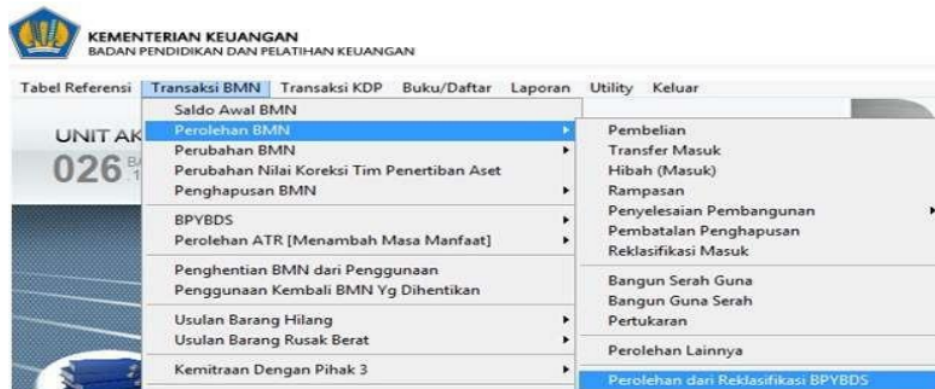 KEMENTERIAN KEUANGAN
BADAN PENDIDIKAN DAN PELATIHAN KEUANGAN
Tabel Referensi Transaksi BMN Transaksi KDP Buku/Daftar Laporan Utility Keluar
UNIT AK
026
Saldo Awal BMN
Perolehan BMN
Perubahan BMN
Perubahan Nilai Koreksi Tim Penertiban Aset
Penghapusan BMN
BPYBDS
Perolehan ATR [Menambah Masa Manfaat]
Penghentian BMN dari Penggunaan
Penggunaan Kembali BMN Yg Dihentikan
Usulan Barang Hilang
Usulan Barang Rusak Berat
Kemitraan Dengan Pihak 3
Pembelian
Transfer Masuk
Hibah (Masuk)
Rampasan
Penyelesaian Pembangunan
Pembatalan Penghapusan
Reklasifikasi Masuk
Bangun Serah Guna
Bangun Guna Serah
Pertukaran
Perolehan Lainnya
Perolehan dari Reklasifikasi BPYBDS